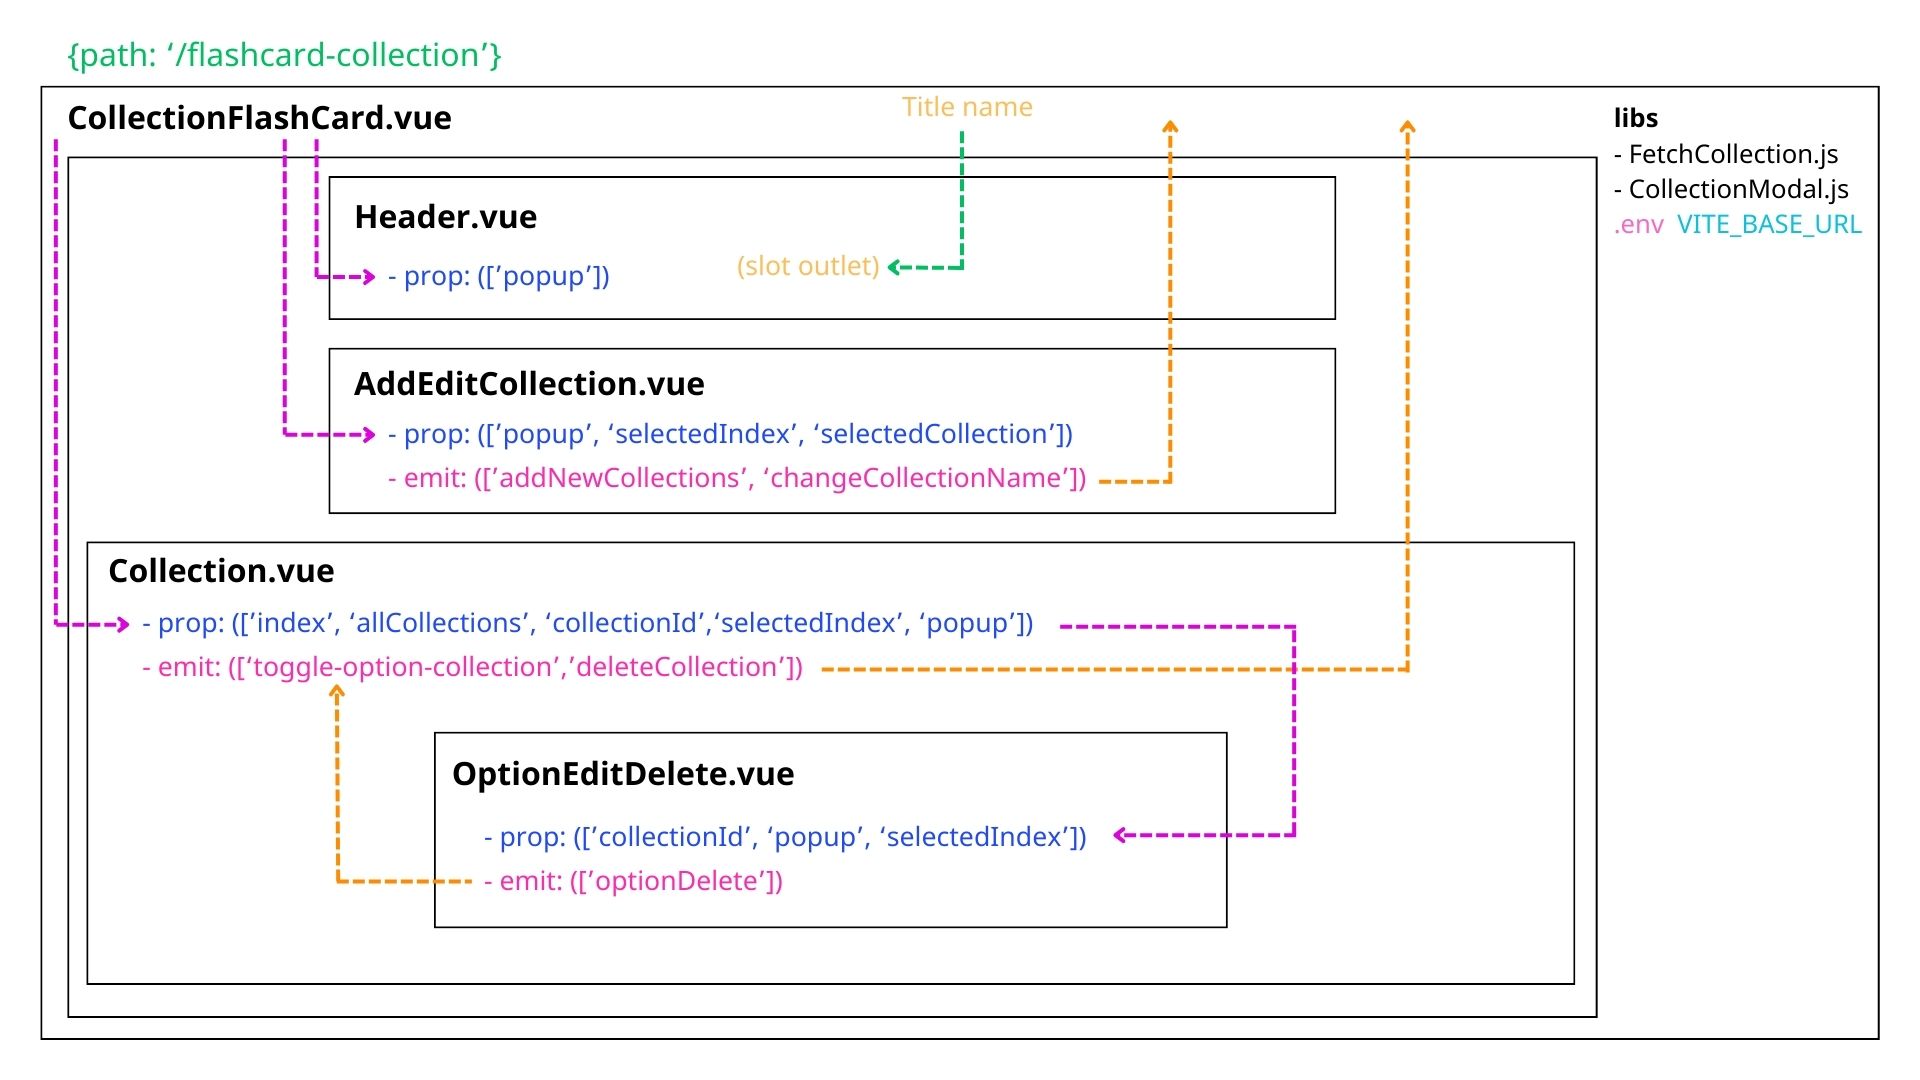 {path: ‘/flashcard-collection’}
CollectionFlashCard.vue
Title name
libs
- FetchCollection.js
- CollectionModal.js
.env VITE_BASE_URL
Header.vue
- prop: ([’popup’])
(slot outlet)
AddEditCollection.vue
- prop: ([’popup’, ‘selectedIndex’, ‘selectedCollection’])
- emit: ([’addNewCollections’, ‘changeCollectionName’])
Collection.vue
- prop: ([’index’, ‘allCollections’, ‘collectionId’,‘selectedIndex’, ‘popup’])
- emit: ([‘toggle-option-collection’,’deleteCollection’])
OptionEditDelete.vue
- prop: ([’collectionId’, ‘popup’, ‘selectedIndex’])
- emit: ([’optionDelete’])